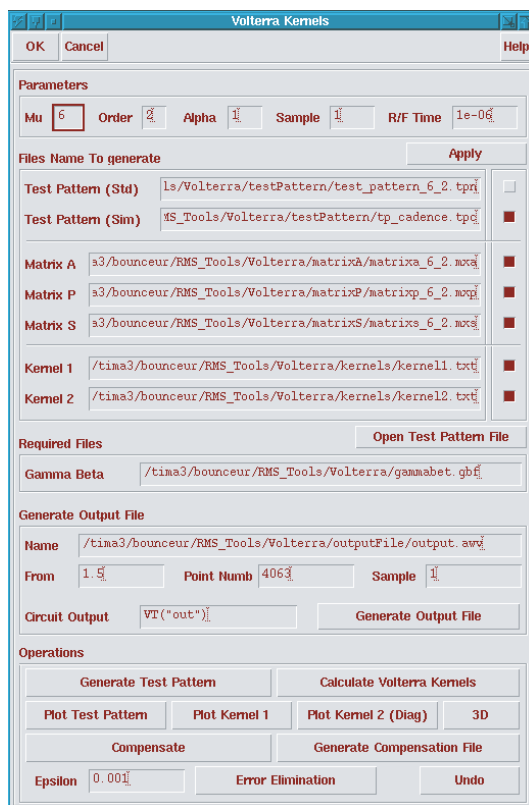 Volterra Kernels
OK Cancel Help
Parameters
Mu 6 Order 2 Alpha 1 Sample 1 R/F Time 1e-06
Files Name To generate Apply
Test Pattern (Std) ls/Volterra/testPattern/test_pattern_6_2.tpn
Test Pattern (Sim) MS_Tools/Volterra/testPattern/tp_cadence.tpc
Matrix A a3/bounceur/RMS_Tools/Volterra/matrixA/matrixa_6_2.mxa
Matrix P a3/bounceur/RMS_Tools/Volterra/matrixP/matrixp_6_2.mxp
Matrix S a3/bounceur/RMS_Tools/Volterra/matrixS/matrixs_6_2.mxs
Kernel 1 /tima3/bounceur/RMS_Tools/Volterra/kernels/kernel1.txt
Kernel 2 /tima3/bounceur/RMS_Tools/Volterra/kernels/kernel2.txt
Required Files Open Test Pattern File
Gamma Beta /tima3/bounceur/RMS_Tools/Volterra/gammabet.gbf
Generate Output File
Name /tima3/bounceur/RMS_Tools/Volterra/outputFile/output.awv
From 1.5 Point Numb 4063 Sample 1
Circuit Output VT("out") Generate Output File
Operations
Generate Test Pattern Calculate Volterra Kernels
Plot Test Pattern Plot Kernel 1 Plot Kernel 2 (Diag) 3D
Compensate Generate Compensation File
Epsilon 0.001 Error Elimination Undo